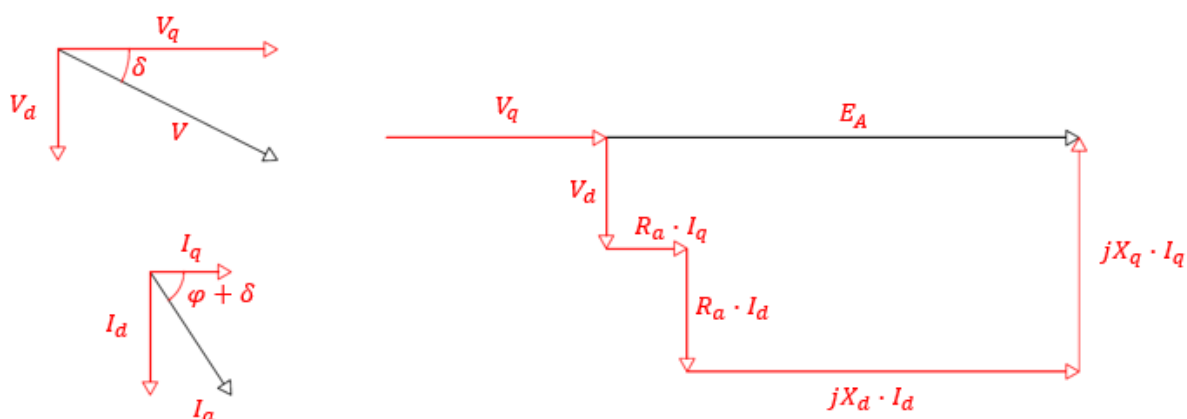 V_q
δ
V_d
V
V_q
E_A
V_d
R_a · I_q
jX_q · I_q
I_q
φ + δ
R_a · I_d
I_d
jX_d · I_d
I_a